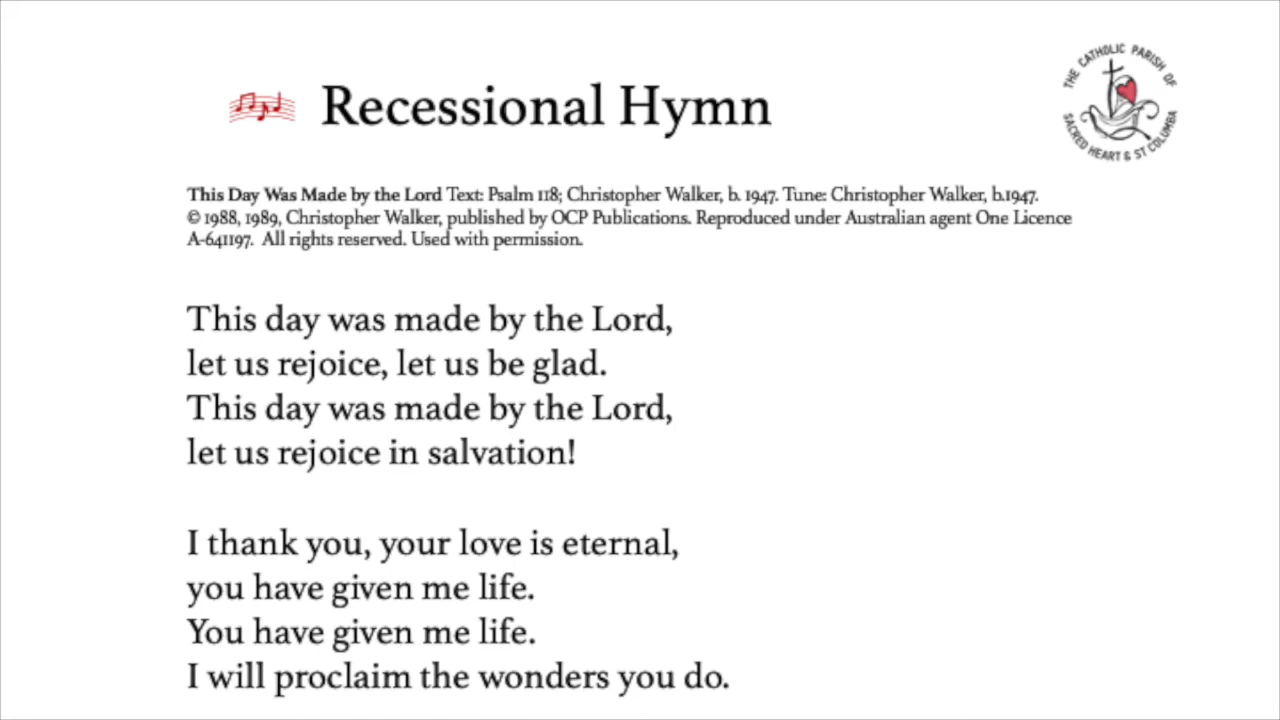 Recessional Hymn
THE CATHOLIC PARISH OF
SACRED HEART & ST COLUMBA
This Day Was Made by the Lord Text: Psalm 118; Christopher Walker, b. 1947. Tune: Christopher Walker, b.1947.
© 1988, 1989, Christopher Walker, published by OCP Publications. Reproduced under Australian agent One Licence
A-641197. All rights reserved. Used with permission.
This day was made by the Lord,
let us rejoice, let us be glad.
This day was made by the Lord,
let us rejoice in salvation!
I thank you, your love is eternal,
you have given me life.
You have given me life.
I will proclaim the wonders you do.